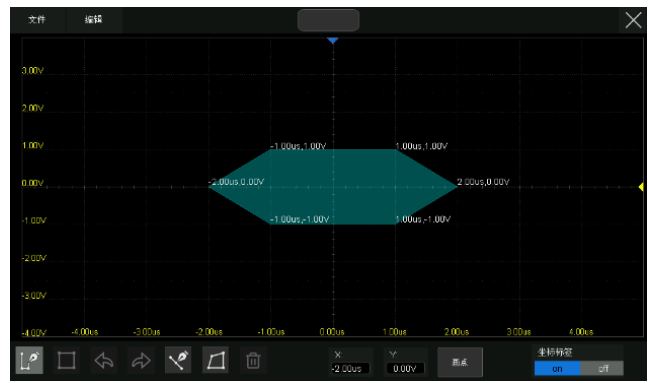 文件 编辑
3.00V
2.00V
1.00V
-1.00us,1.00V 1.00us,1.00V
0.00V
-2.00us,0.00V 2.00us,0.00V
-1.00V
-1.00us,-1.00V 1.00us,-1.00V
-2.00V
-3.00V
-4.00V -4.00us -3.00us -2.00us -1.00us 0.00us 1.00us 2.00us 3.00us 4.00us
X Y 坐标标签
-2.00us 0.00V 画点 on off